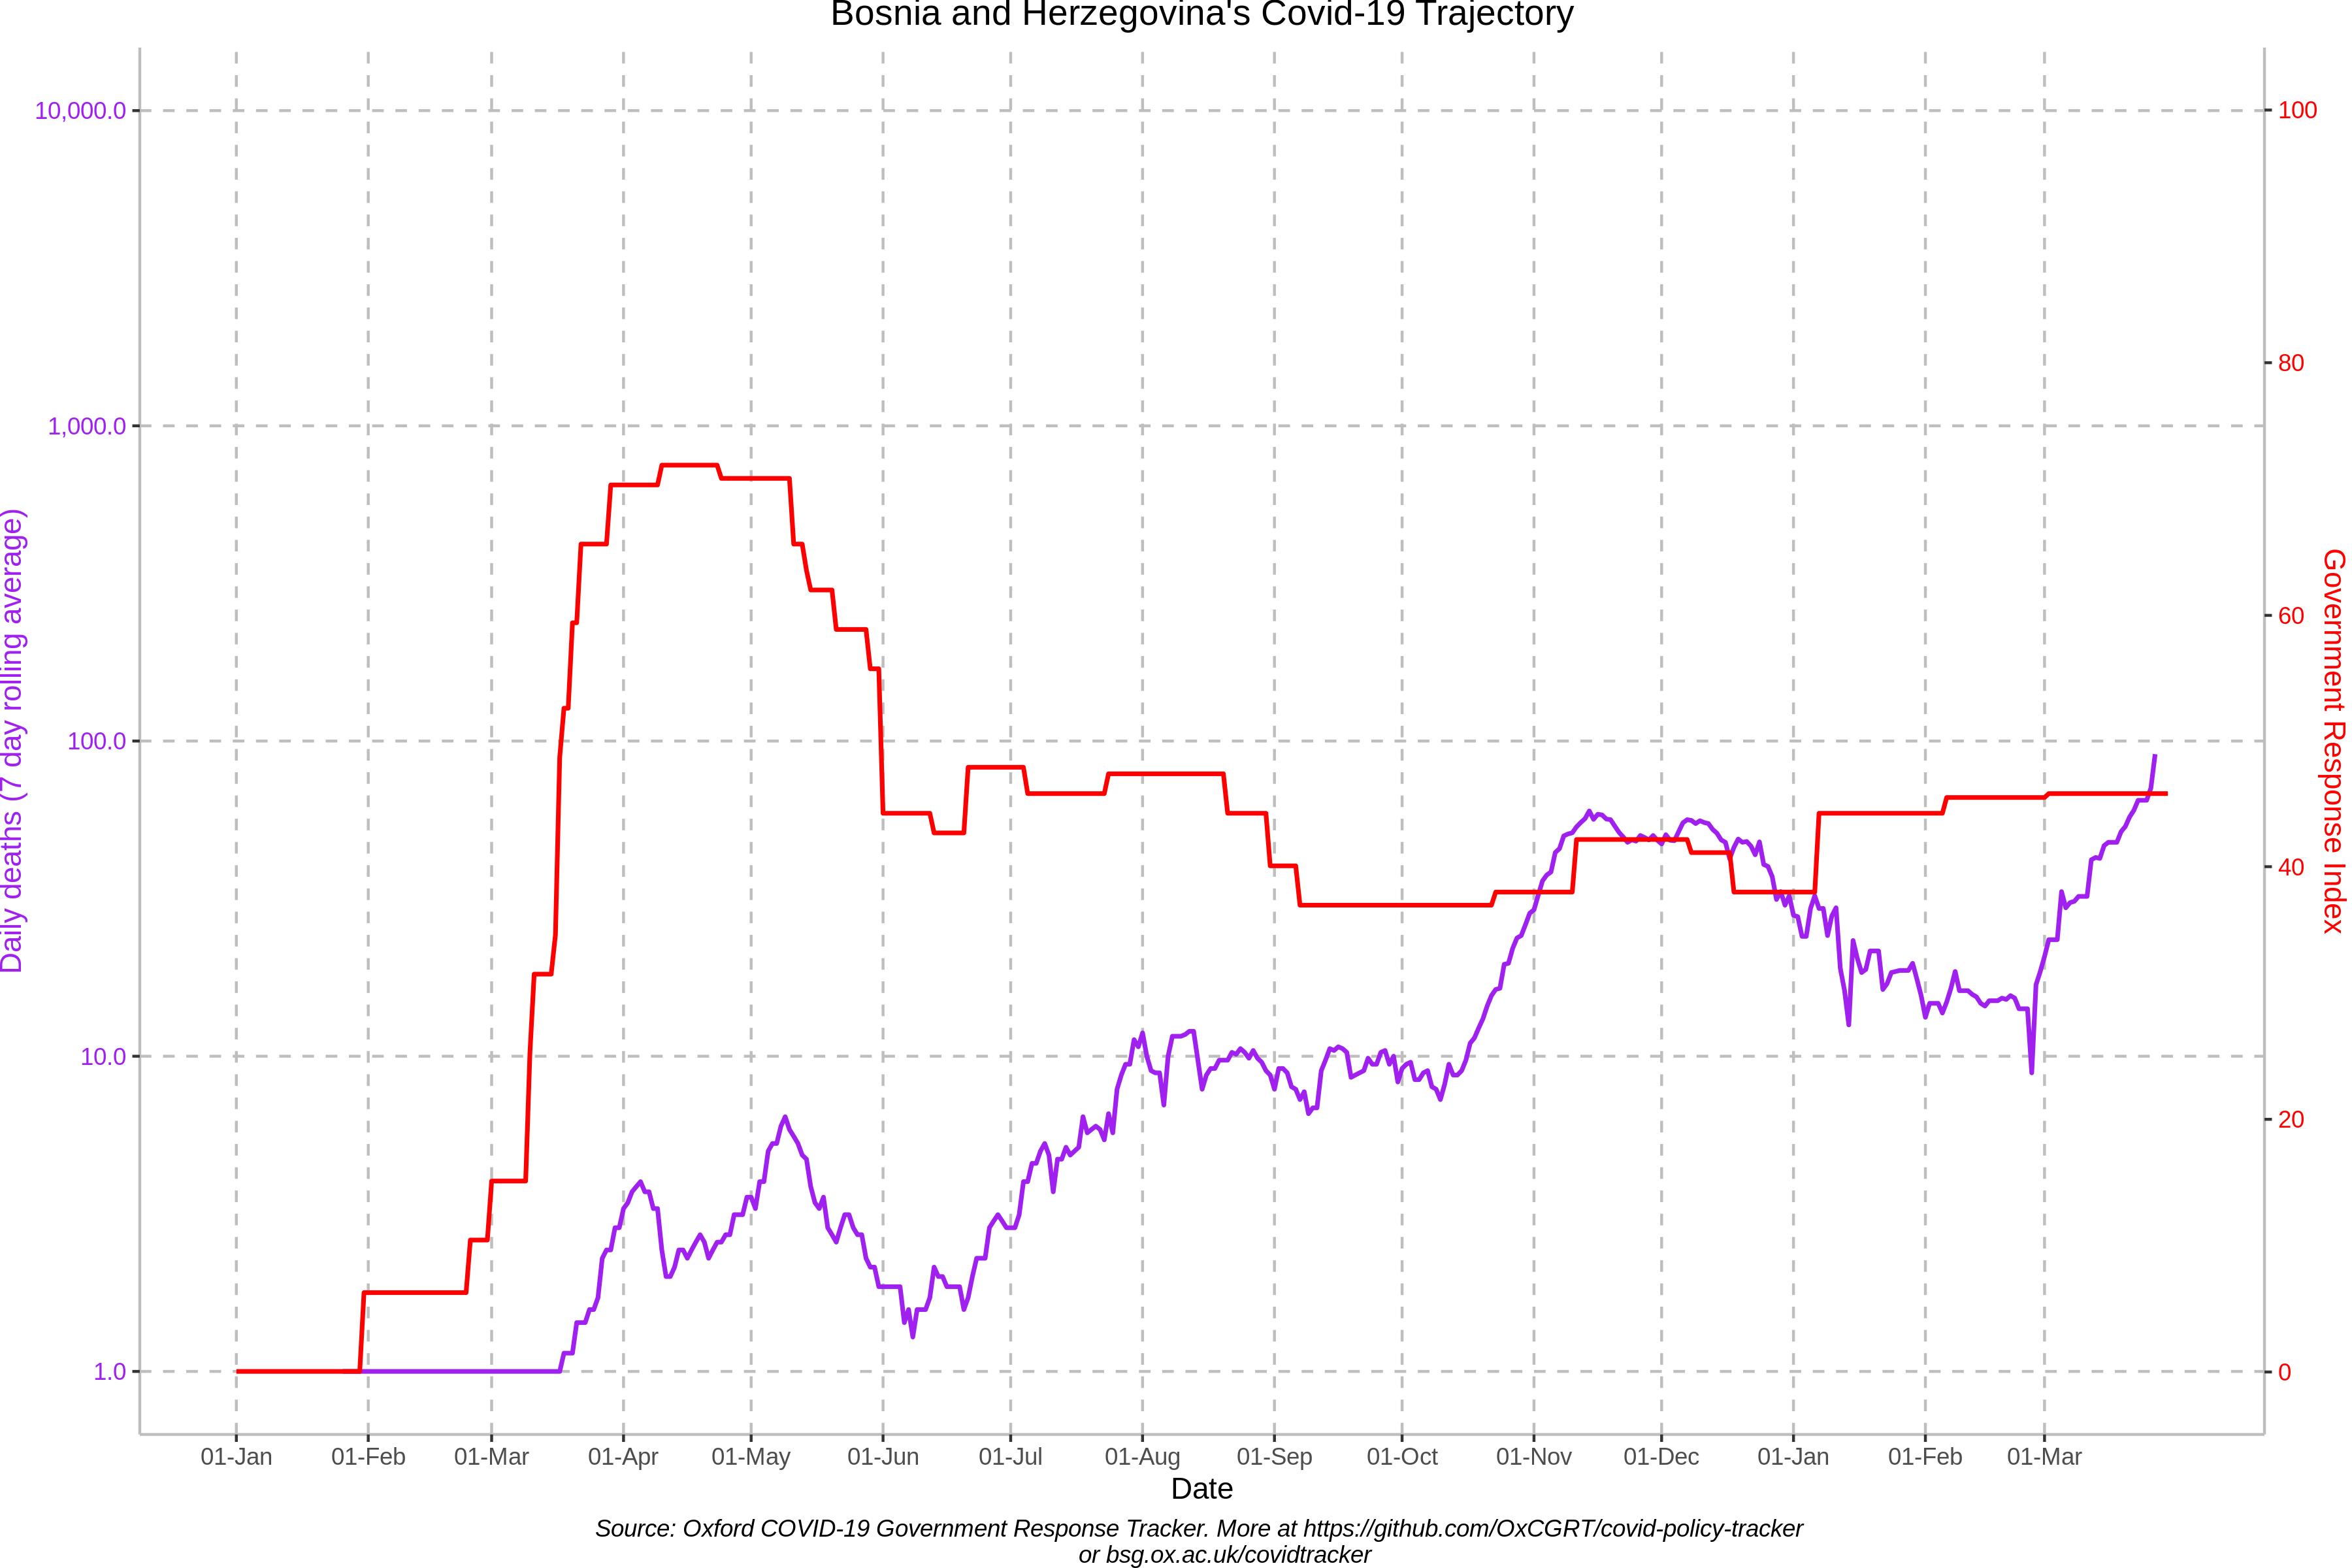 Bosnia and Herzegovina's Covid-19 Trajectory
Daily deaths (7 day rolling average)
10,000.0
1,000.0
100.0
10.0
1.0
Government Response Index
100
80
60
40
20
0
01-Jan 01-Feb 01-Mar 01-Apr 01-May 01-Jun 01-Jul 01-Aug 01-Sep 01-Oct 01-Nov 01-Dec 01-Jan 01-Feb 01-Mar
Date
Source: Oxford COVID-19 Government Response Tracker. More at https://github.com/OxCGRT/covid-policy-tracker
or bsg.ox.ac.uk/covidtracker